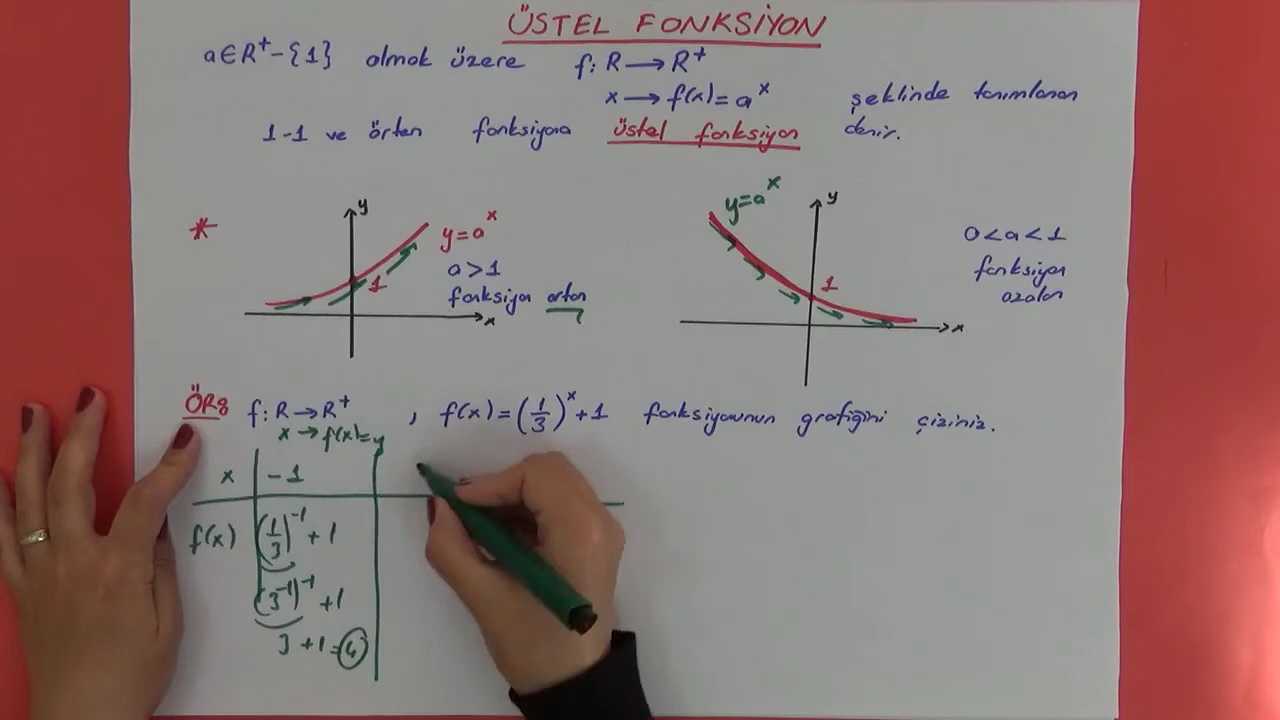 ÜSTEL FONKSİYON
a∈R⁺-{1} olmak üzere f: R → R⁺
x → f(x)=aˣ şeklinde tanımlanan
1-1 ve örten fonksiyona üstel fonksiyon denir.
* y y=aˣ
a>1
1
fonksiyon artan
x
y=aˣ y
0<a<1
1
fonksiyon
azalan
x
ÖR: f: R→R⁺ , f(x)=(1/3)ˣ+1 fonksiyonunun grafiğini çiziniz.
x → f(x)=y
x -1
f(x) (1/3)⁻¹+1
(3⁻¹)⁻¹+1
3+1=4